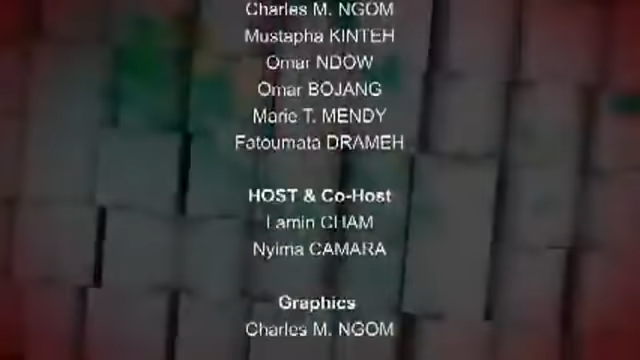 Charles M. NGOM
Mustapha KINTEH
Omar NDOW
Omar BOJANG
Marie T. MENDY
Fatoumata DRAMEH
HOST & Co-Host
Lamin CHAM
Nyima CAMARA
Graphics
Charles M. NGOM